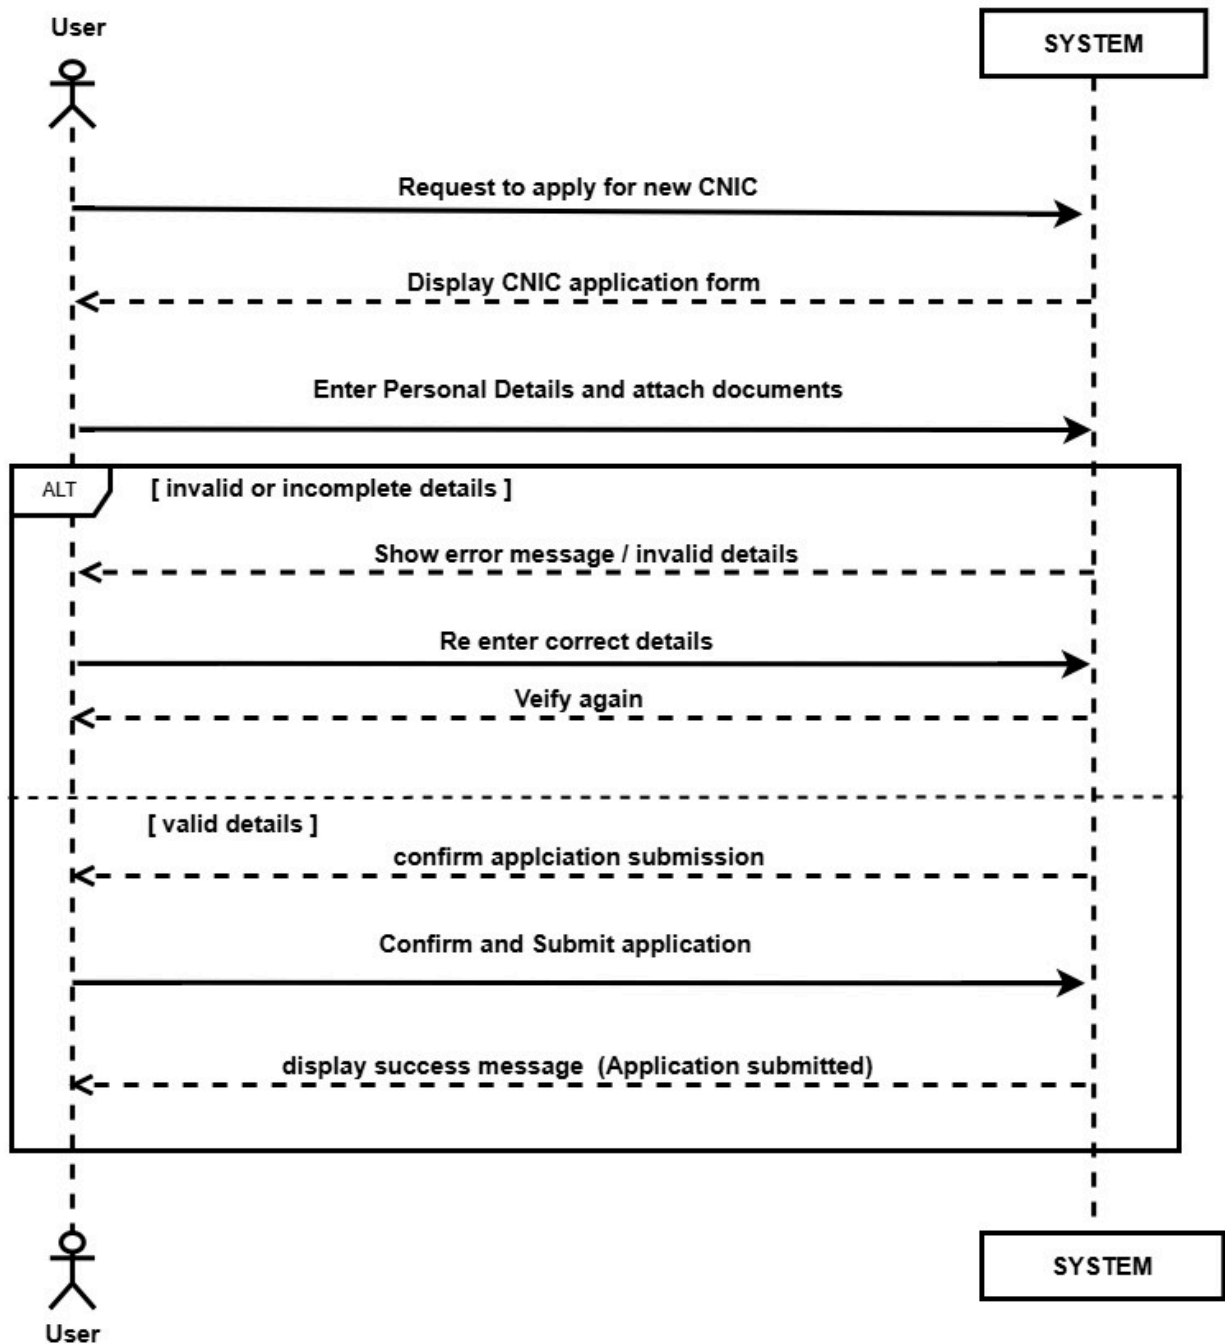 User
SYSTEM
Request to apply for new CNIC
Display CNIC application form
Enter Personal Details and attach documents
ALT
[ invalid or incomplete details ]
Show error message / invalid details
Re enter correct details
Veify again
[ valid details ]
confirm applciation submission
Confirm and Submit application
display success message (Application submitted)
SYSTEM
User